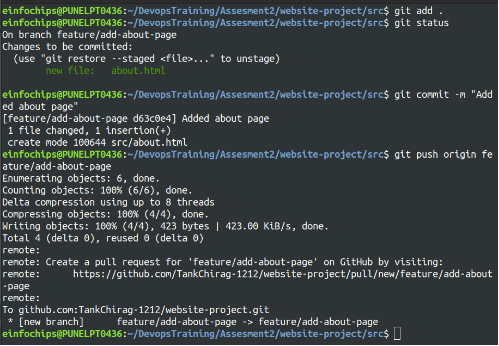 einfochips@PUNELPT0436:~/DevopsTraining/Assesment2/website-project/src$ git add .
einfochips@PUNELPT0436:~/DevopsTraining/Assesment2/website-project/src$ git status
On branch feature/add-about-page
Changes to be committed:
  (use "git restore --staged <file>..." to unstage)
        new file:   about.html

einfochips@PUNELPT0436:~/DevopsTraining/Assesment2/website-project/src$ git commit -m "Add
ed about page"
[feature/add-about-page d63c0e4] Added about page
 1 file changed, 1 insertion(+)
 create mode 100644 src/about.html
einfochips@PUNELPT0436:~/DevopsTraining/Assesment2/website-project/src$ git push origin fe
ature/add-about-page
Enumerating objects: 6, done.
Counting objects: 100% (6/6), done.
Delta compression using up to 8 threads
Compressing objects: 100% (4/4), done.
Writing objects: 100% (4/4), 423 bytes | 423.00 KiB/s, done.
Total 4 (delta 0), reused 0 (delta 0)
remote:
remote: Create a pull request for 'feature/add-about-page' on GitHub by visiting:
remote:      https://github.com/TankChirag-1212/website-project/pull/new/feature/add-about
-page
remote:
To github.com:TankChirag-1212/website-project.git
 * [new branch]      feature/add-about-page -> feature/add-about-page
einfochips@PUNELPT0436:~/DevopsTraining/Assesment2/website-project/src$